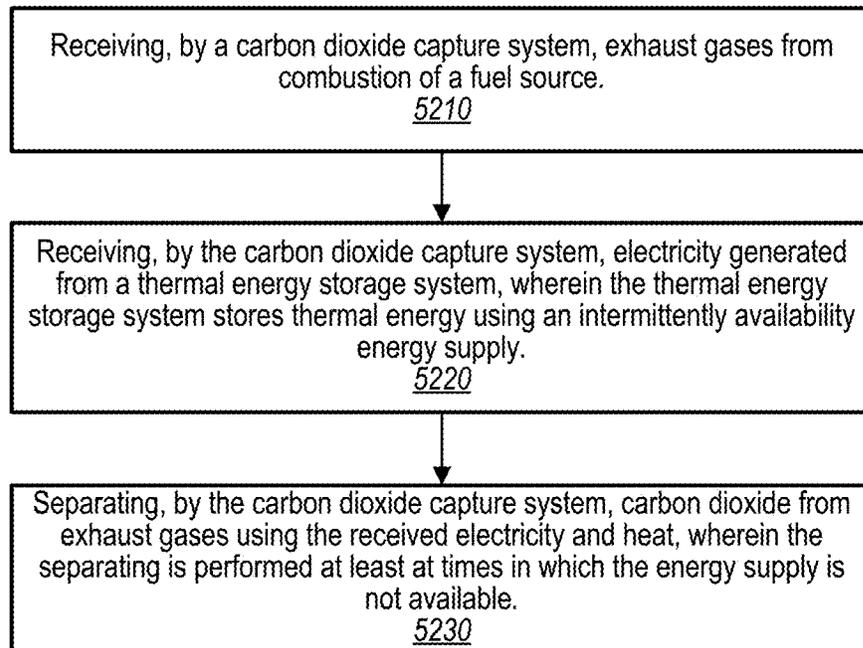 Receiving, by a carbon dioxide capture system, exhaust gases from
combustion of a fuel source.
5210
Receiving, by the carbon dioxide capture system, electricity generated
from a thermal energy storage system, wherein the thermal energy
storage system stores thermal energy using an intermittently availability
energy supply.
5220
Separating, by the carbon dioxide capture system, carbon dioxide from
exhaust gases using the received electricity and heat, wherein the
separating is performed at least at times in which the energy supply is
not available.
5230